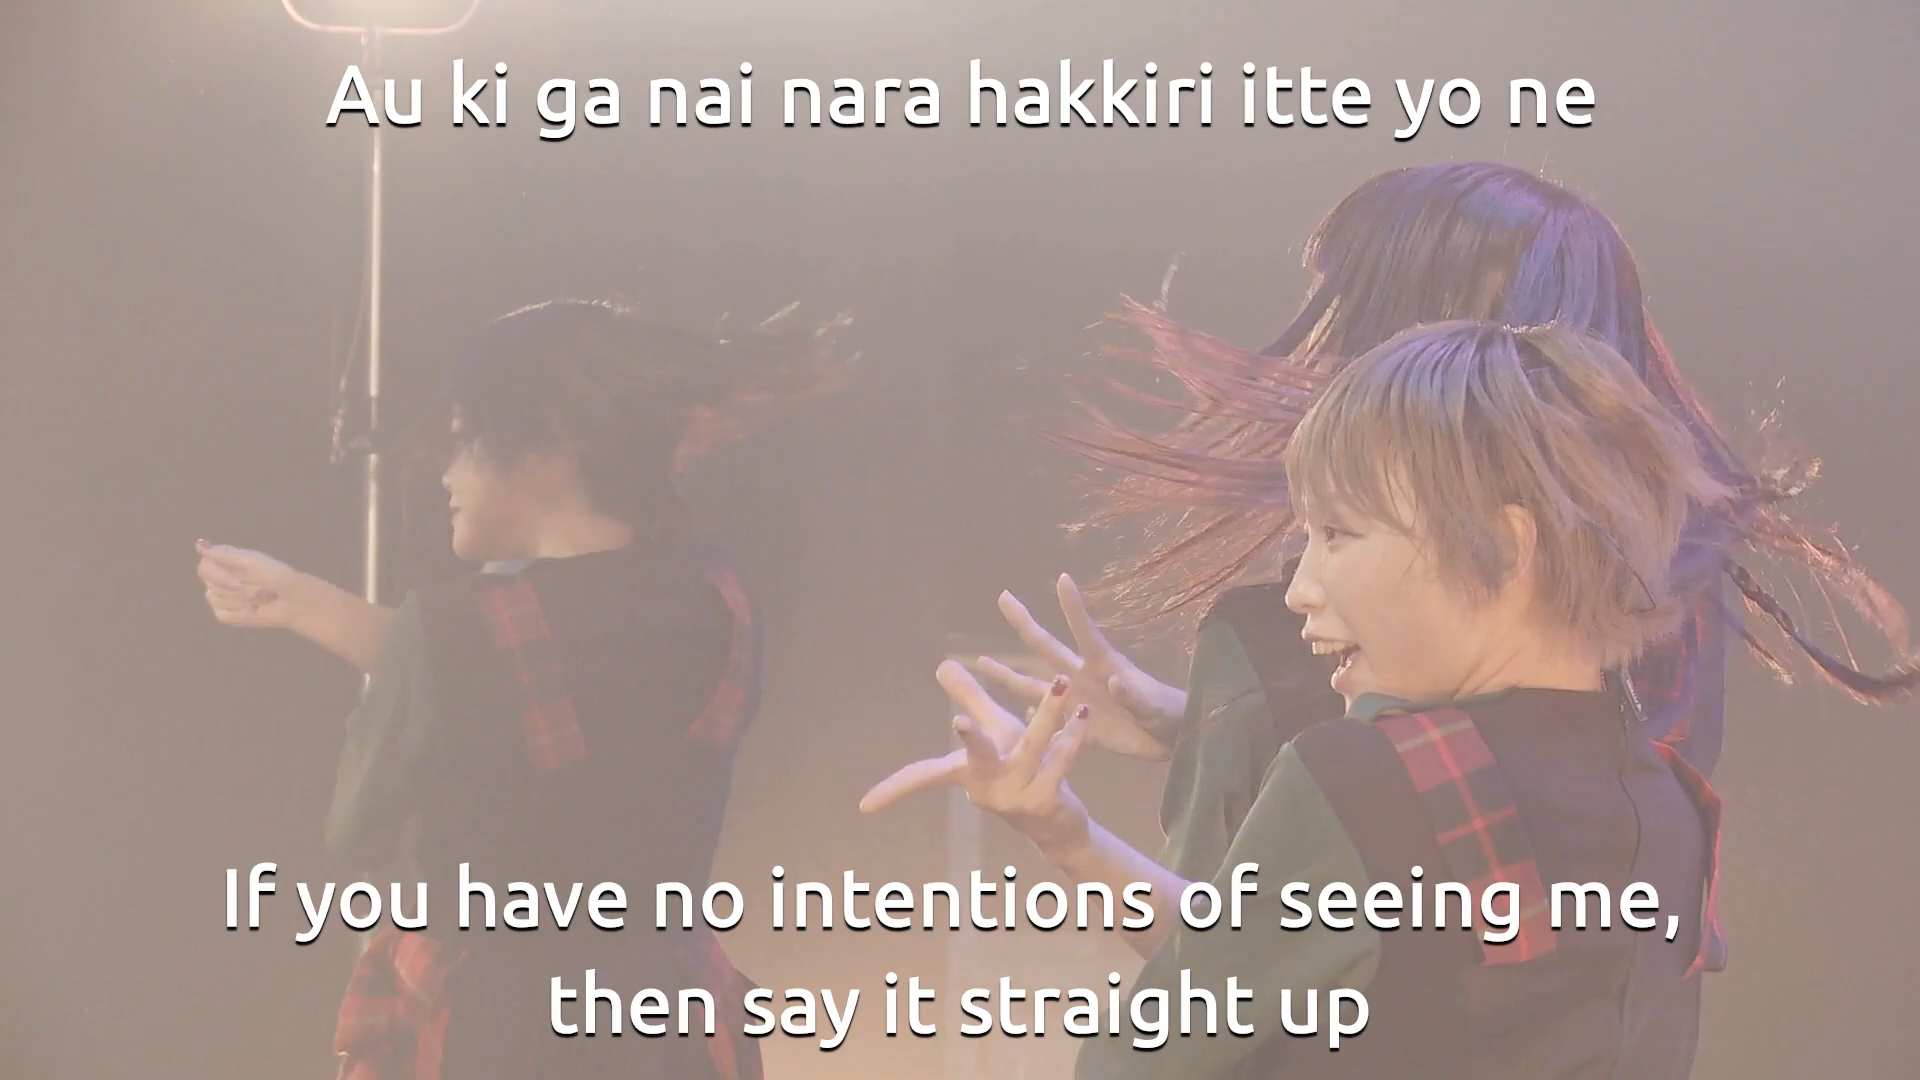 Au ki ga nai nara hakkiri itte yo ne
If you have no intentions of seeing me,
then say it straight up